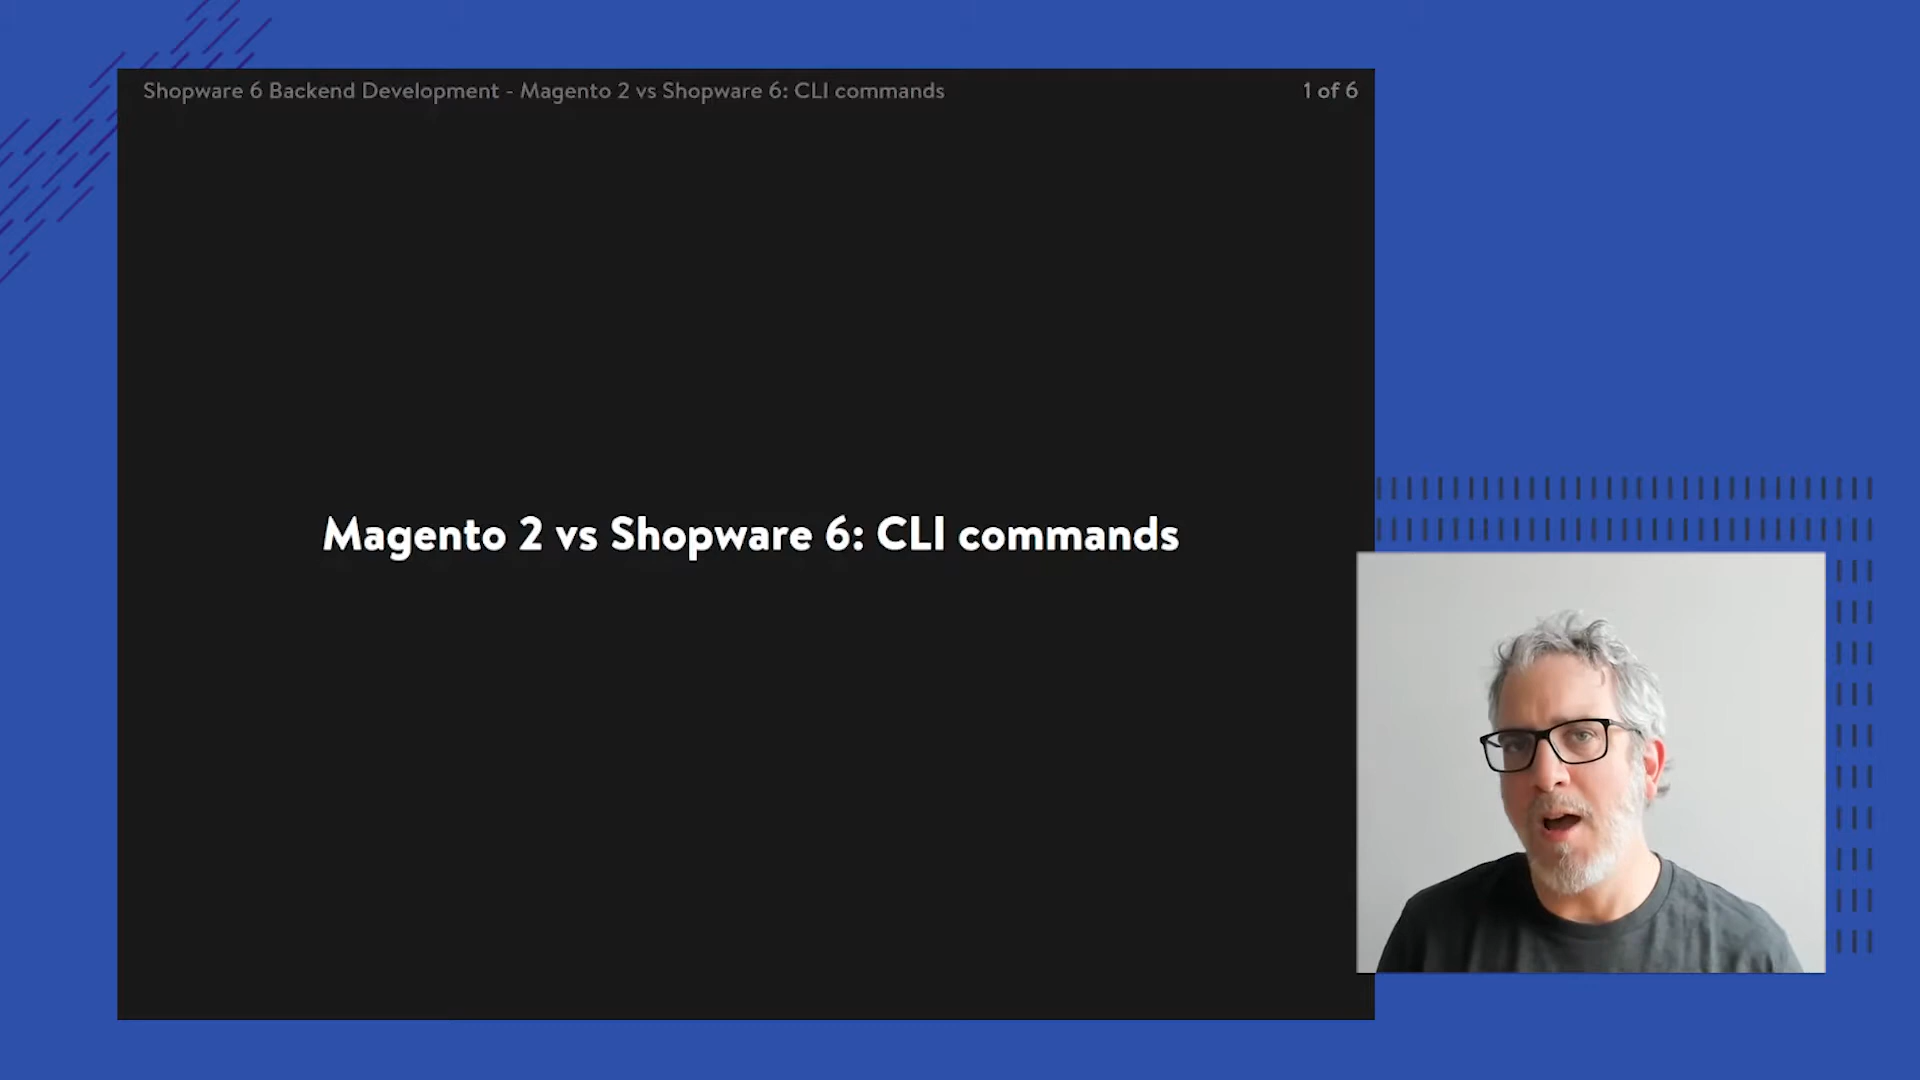 Shopware 6 Backend Development - Magento 2 vs Shopware 6: CLI commands
1 of 6
Magento 2 vs Shopware 6: CLI commands